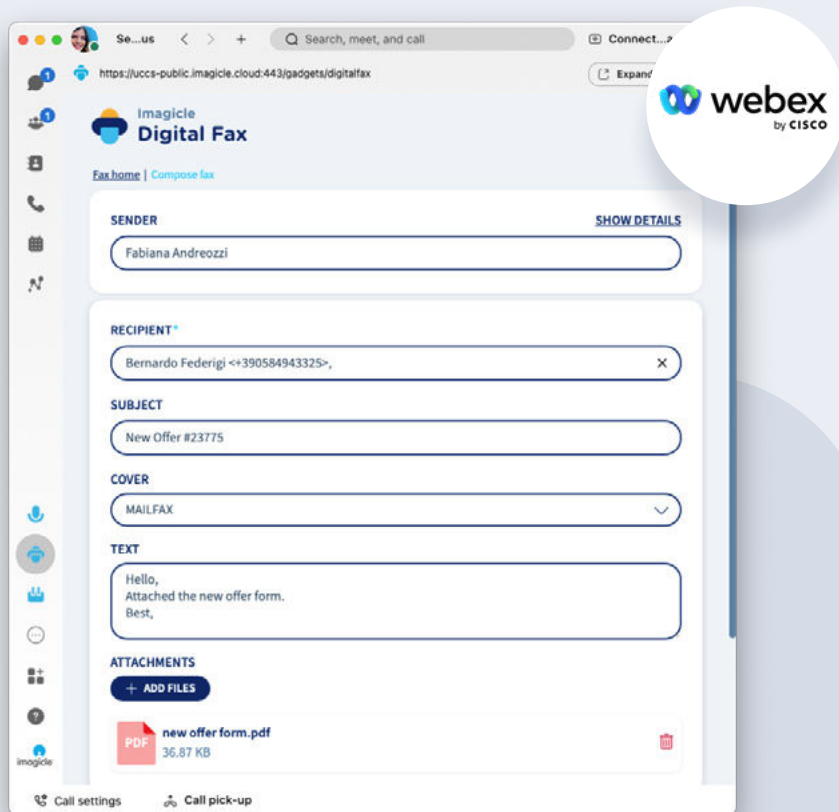 Se...us
Search, meet, and call
Connect...
1
https://uccs-public.imagicle.cloud:443/gadgets/digitalfax
Expand
webex
by CISCO
1
Imagicle
Digital Fax
Fax home | Compose fax
SENDER
SHOW DETAILS
Fabiana Andreozzi
RECIPIENT*
Bernardo Federigi <+390584943325>,
SUBJECT
New Offer #23775
COVER
MAILFAX
TEXT
Hello,
Attached the new offer form.
Best,
ATTACHMENTS
+ ADD FILES
PDF
new offer form.pdf
36.87 KB
imagicle
Call settings
Call pick-up